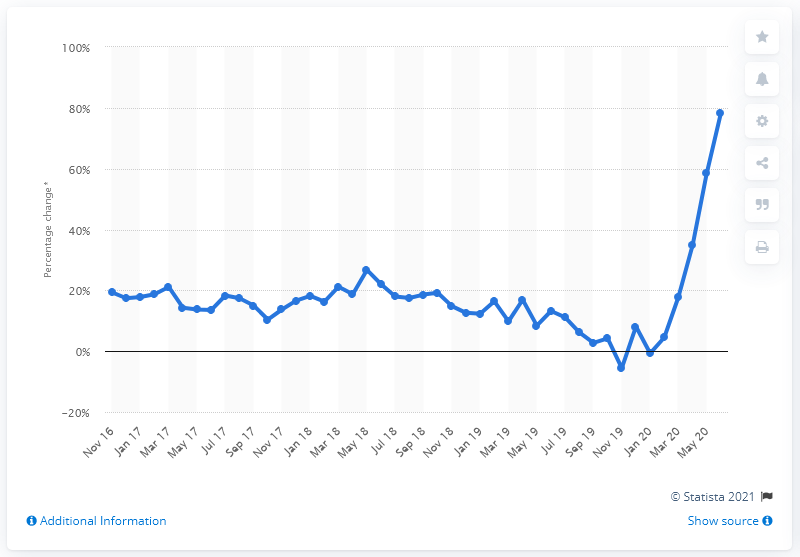 100%
80%
60%
40%
20%
0%
-20%
Percentage change*
Nov 16
Jan 17
Mar 17
May 17
Jul 17
Sep 17
Nov 17
Jan 18
Mar 18
May 18
Jul 18
Sep 18
Nov 18
Jan 19
Mar 19
May 19
Jul 19
Sep 19
Nov 19
Jan 20
Mar 20
May 20
© Statista 2021
Additional Information
Show source